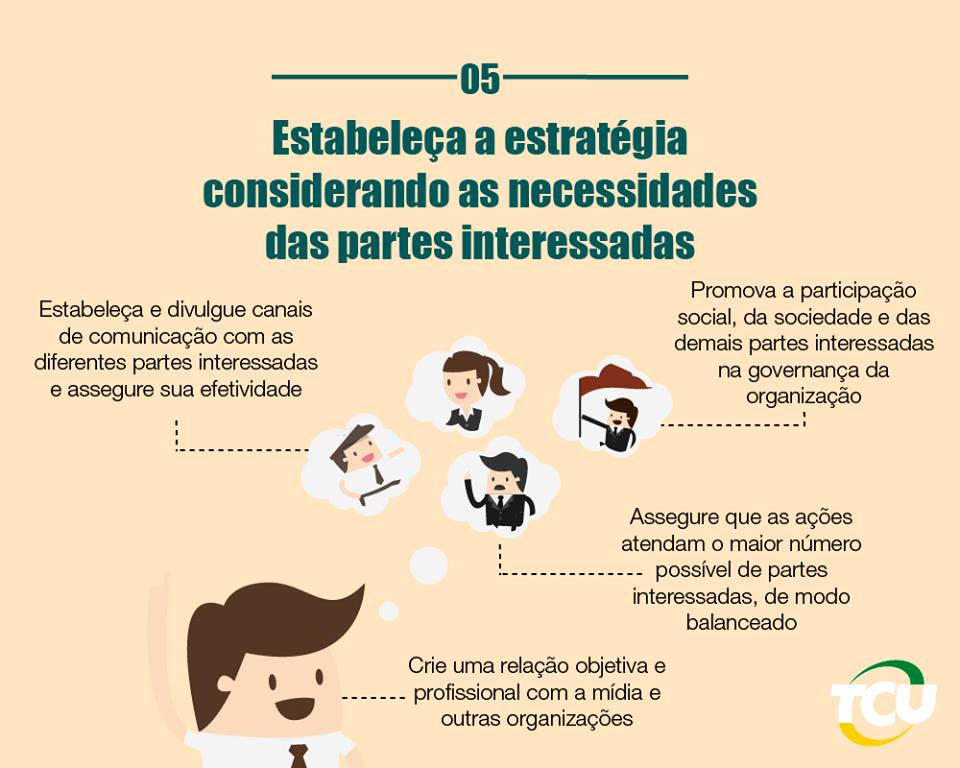 05
Estabeleça a estratégia
considerando as necessidades
das partes interessadas
Estabeleça e divulgue canais
de comunicação com as
diferentes partes interessadas
e assegure sua efetividade
Promova a participação
social, da sociedade e das
demais partes interessadas
na governança da
organização
Assegure que as ações
atendam o maior número
possível de partes
interessadas, de modo
balanceado
Crie uma relação objetiva e
profissional com a mídia e
outras organizações
TCU